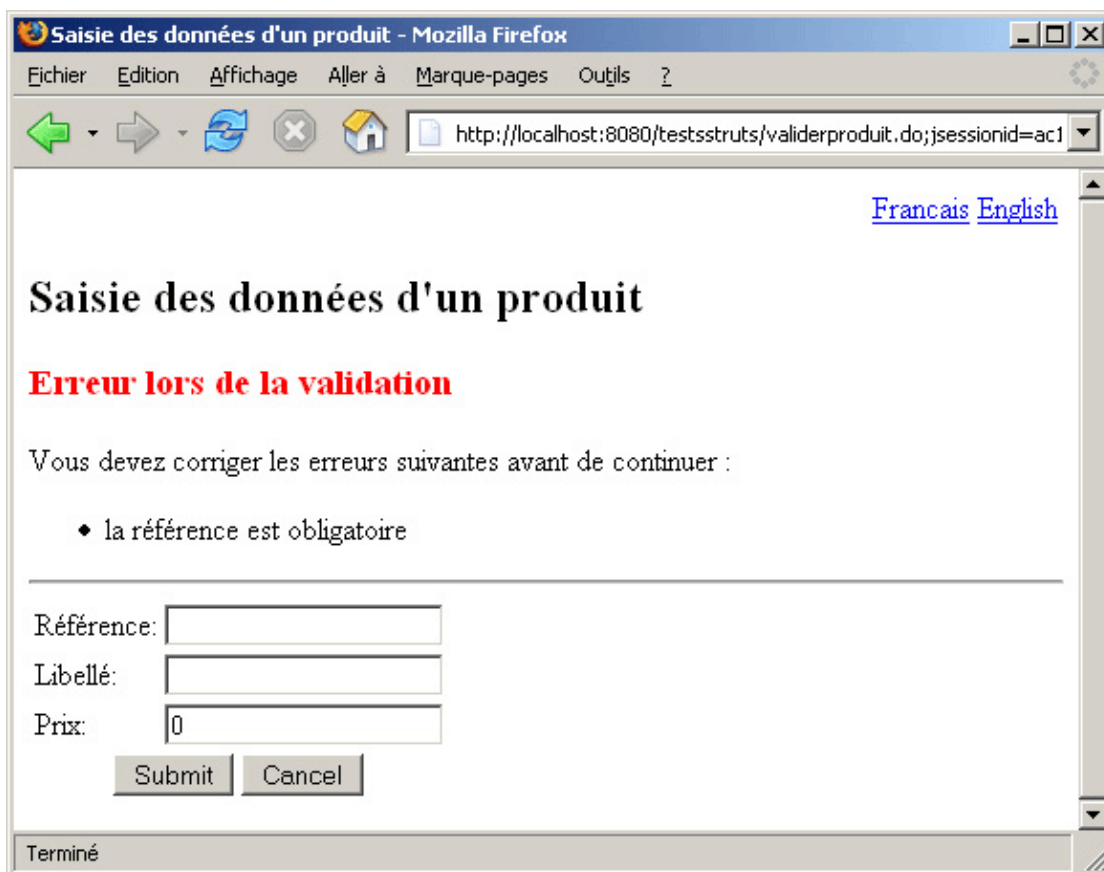 Saisie des données d'un produit - Mozilla Firefox
Fichier Edition Affichage Aller à Marque-pages Outils ?
http://localhost:8080/testsstruts/validerproduit.do;jsessionid=ac1
Francais English
Saisie des données d'un produit
Erreur lors de la validation
Vous devez corriger les erreurs suivantes avant de continuer :
• la référence est obligatoire
Référence:
Libellé:
Prix: 0
Submit Cancel
Terminé